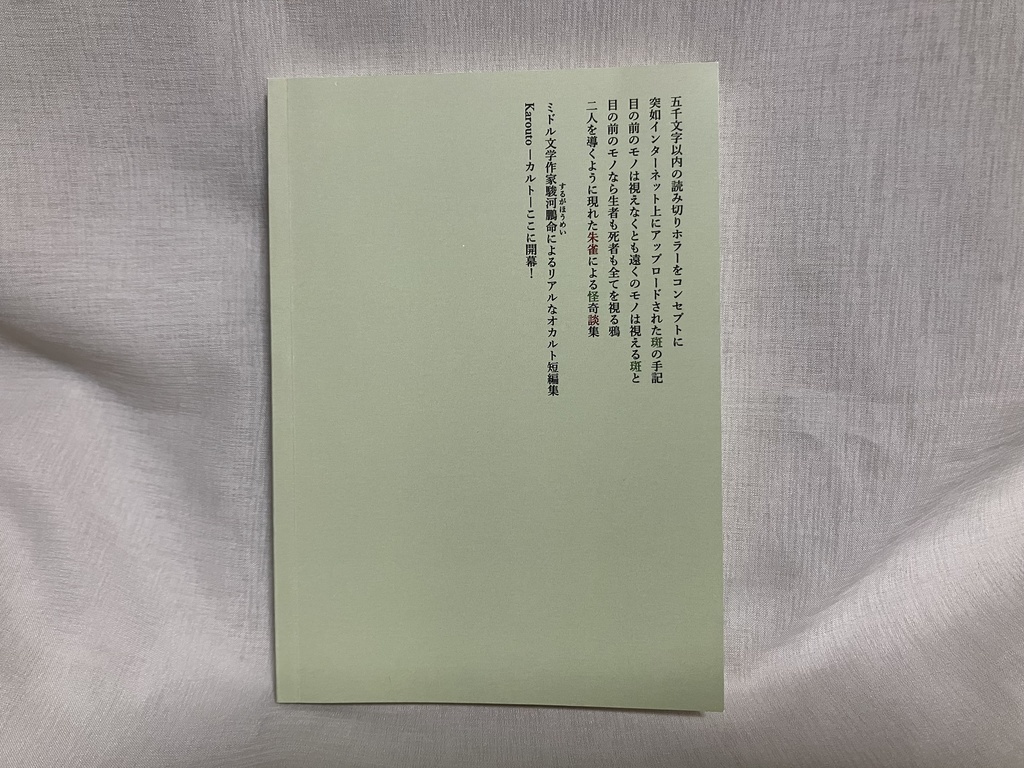 五千文字以内の読み切りホラーをコンセプトに
突如インターネット上にアップロードされた斑の手記
目の前のモノは視えなくとも遠くのモノは視える斑と
目の前のモノなら生者も死者も全てを視る鴉
二人を導くように現れた朱雀による怪奇談集
ミドル文学作家駿河鵬命によるリアルなオカルト短編集
するがほうめい
Karouto ーカルトーここに開幕！